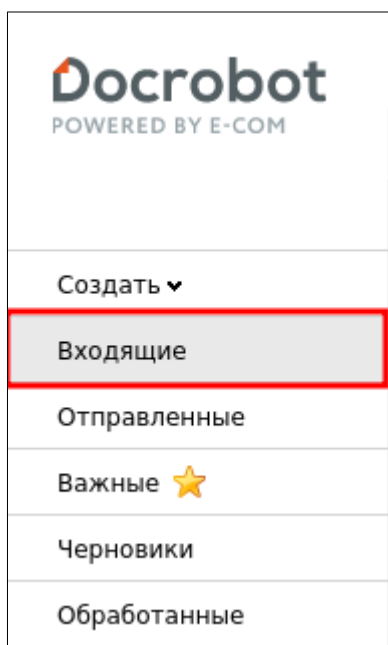 Docrobot
POWERED BY E-COM
Создать
Входящие
Отправленные
Важные
Черновики
Обработанные